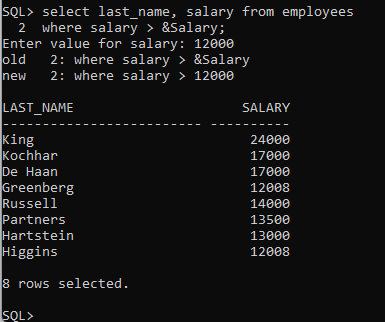 SQL> select last_name, salary from employees
  2  where salary > &Salary;
Enter value for salary: 12000
old   2: where salary > &Salary
new   2: where salary > 12000

LAST_NAME                     SALARY
------------------------- ----------
King                           24000
Kochhar                        17000
De Haan                        17000
Greenberg                      12008
Russell                        14000
Partners                       13500
Hartstein                      13000
Higgins                        12008

8 rows selected.

SQL>